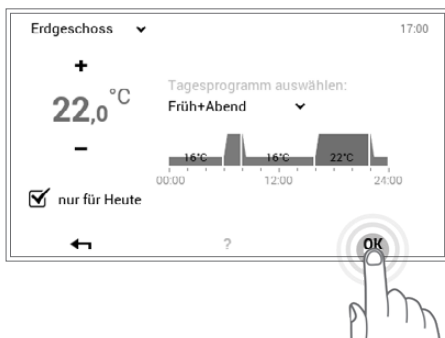 Erdgeschoss
17:00
+
22,0 °C
–
Tagesprogramm auswählen:
Früh+Abend
16°C 16°C 22°C
00:00 12:00 24:00
nur für Heute
? OK